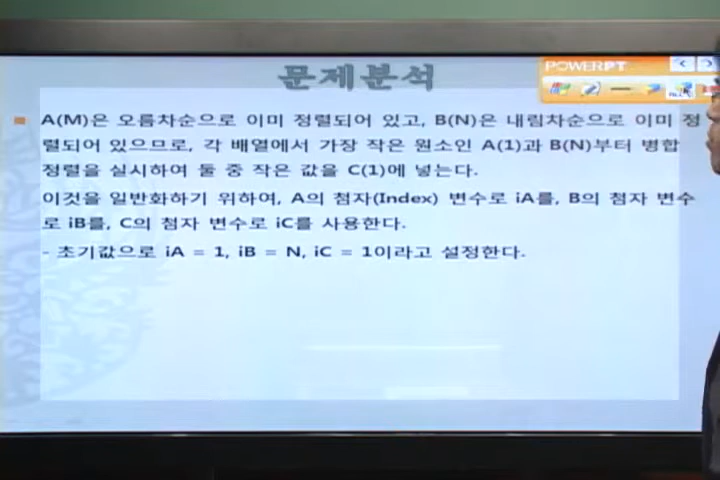 문제분석
POWERPT
A(M)은 오름차순으로 이미 정렬되어 있고, B(N)은 내림차순으로 이미 정
렬되어 있으므로, 각 배열에서 가장 작은 원소인 A(1)과 B(N)부터 병합
정렬을 실시하여 둘 중 작은 값을 C(1)에 넣는다.
이것을 일반화하기 위하여, A의 첨자(Index) 변수로 iA를, B의 첨자 변수
로 iB를, C의 첨자 변수로 iC를 사용한다.
- 초기값으로 iA = 1, iB = N, iC = 1이라고 설정한다.